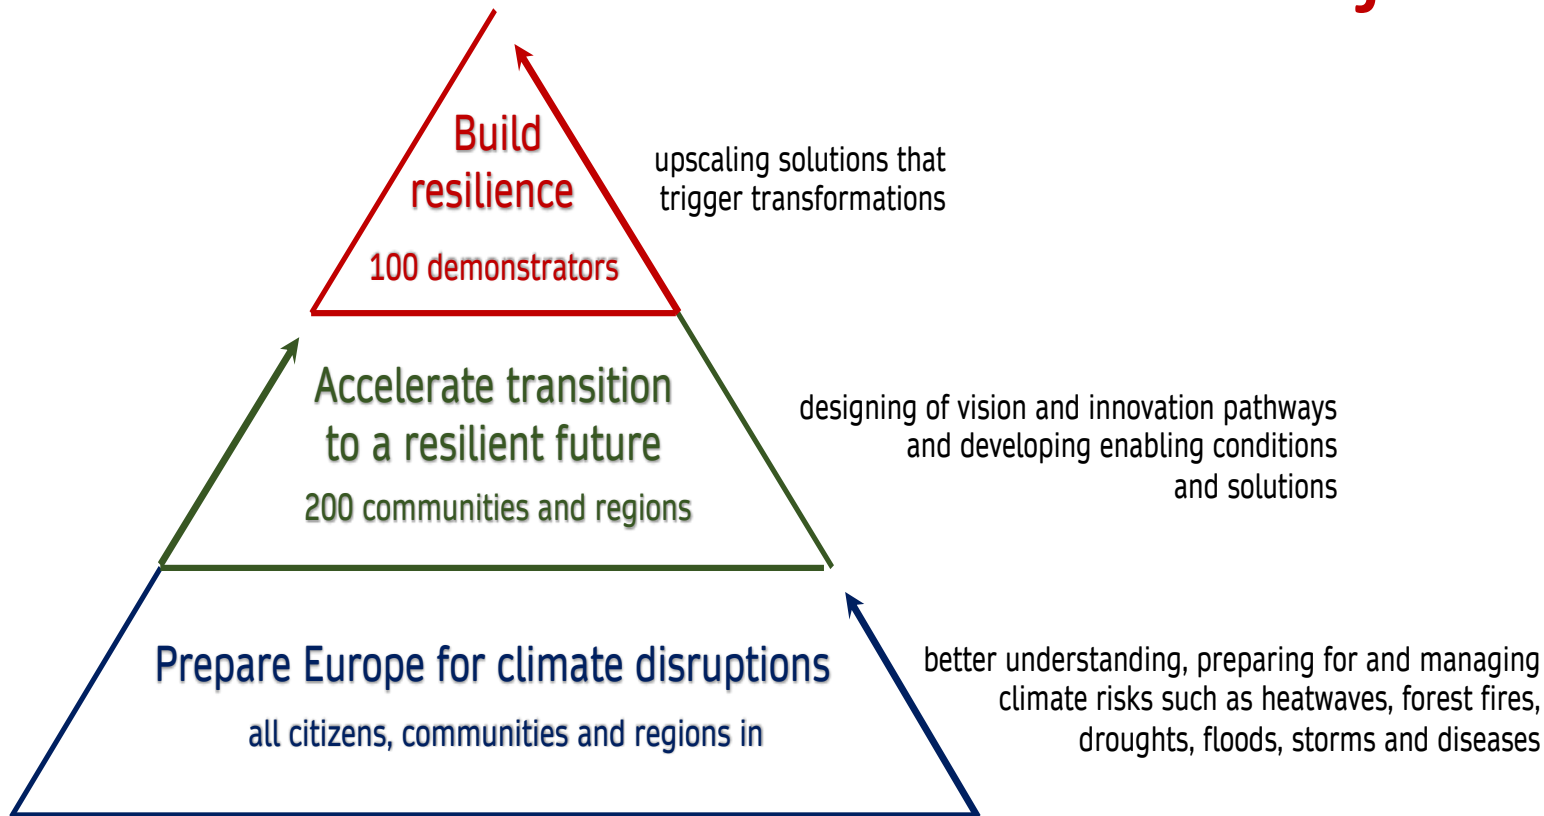 Build
resilience
100 demonstrators
upscaling solutions that
trigger transformations
Accelerate transition
to a resilient future
200 communities and regions
designing of vision and innovation pathways
and developing enabling conditions
and solutions
Prepare Europe for climate disruptions
all citizens, communities and regions in
better understanding, preparing for and managing
climate risks such as heatwaves, forest fires,
droughts, floods, storms and diseases